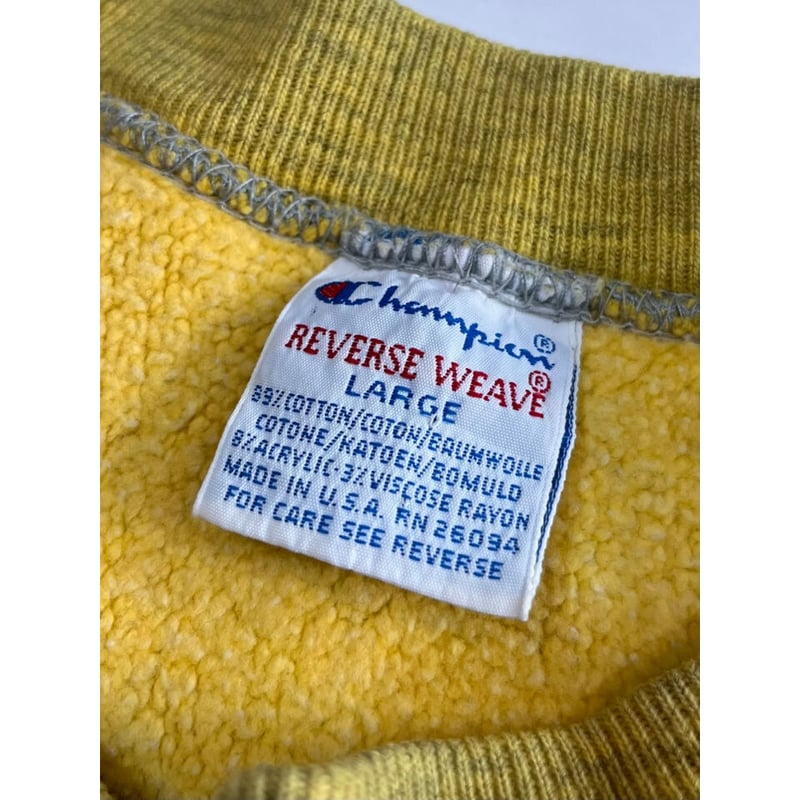 Champion®
REVERSE WEAVE®
LARGE
89%COTTON/COTON/BAUMWOLLE
COTONE/KATOEN/BOMULD
8%ACRYLIC-3%VISCOSE RAYON
MADE IN U.S.A. RN 26094
FOR CARE SEE REVERSE